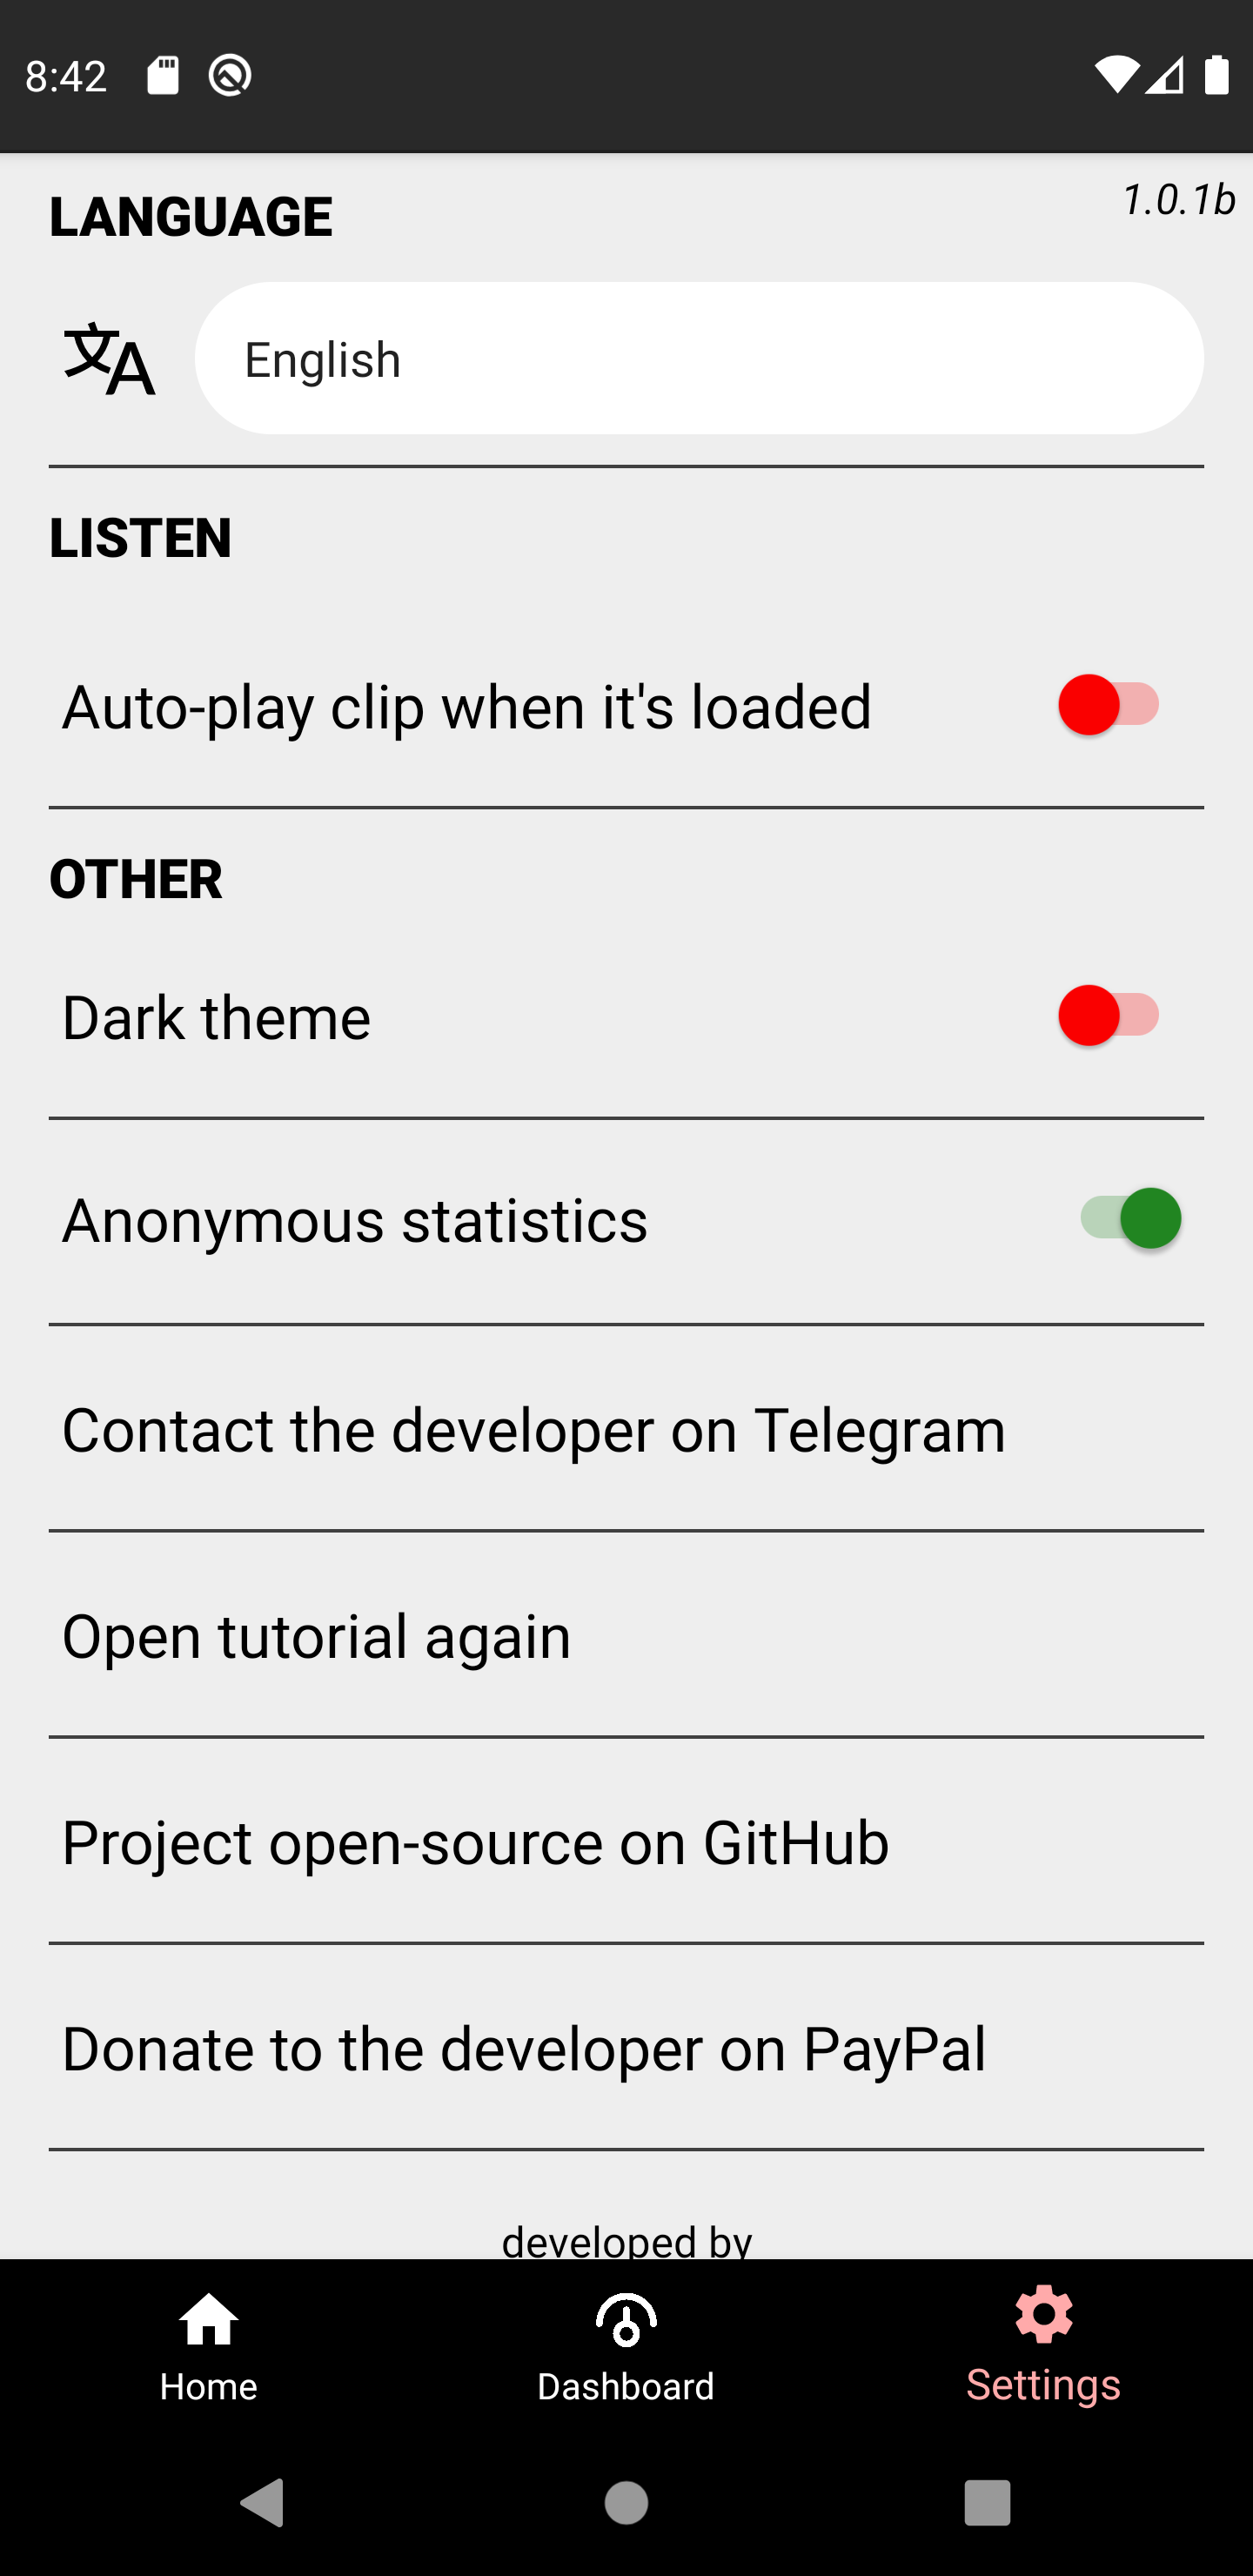 8:42
LANGUAGE
1.0.1b
English
LISTEN
Auto-play clip when it's loaded
OTHER
Dark theme
Anonymous statistics
Contact the developer on Telegram
Open tutorial again
Project open-source on GitHub
Donate to the developer on PayPal
developed by
Home
Dashboard
Settings